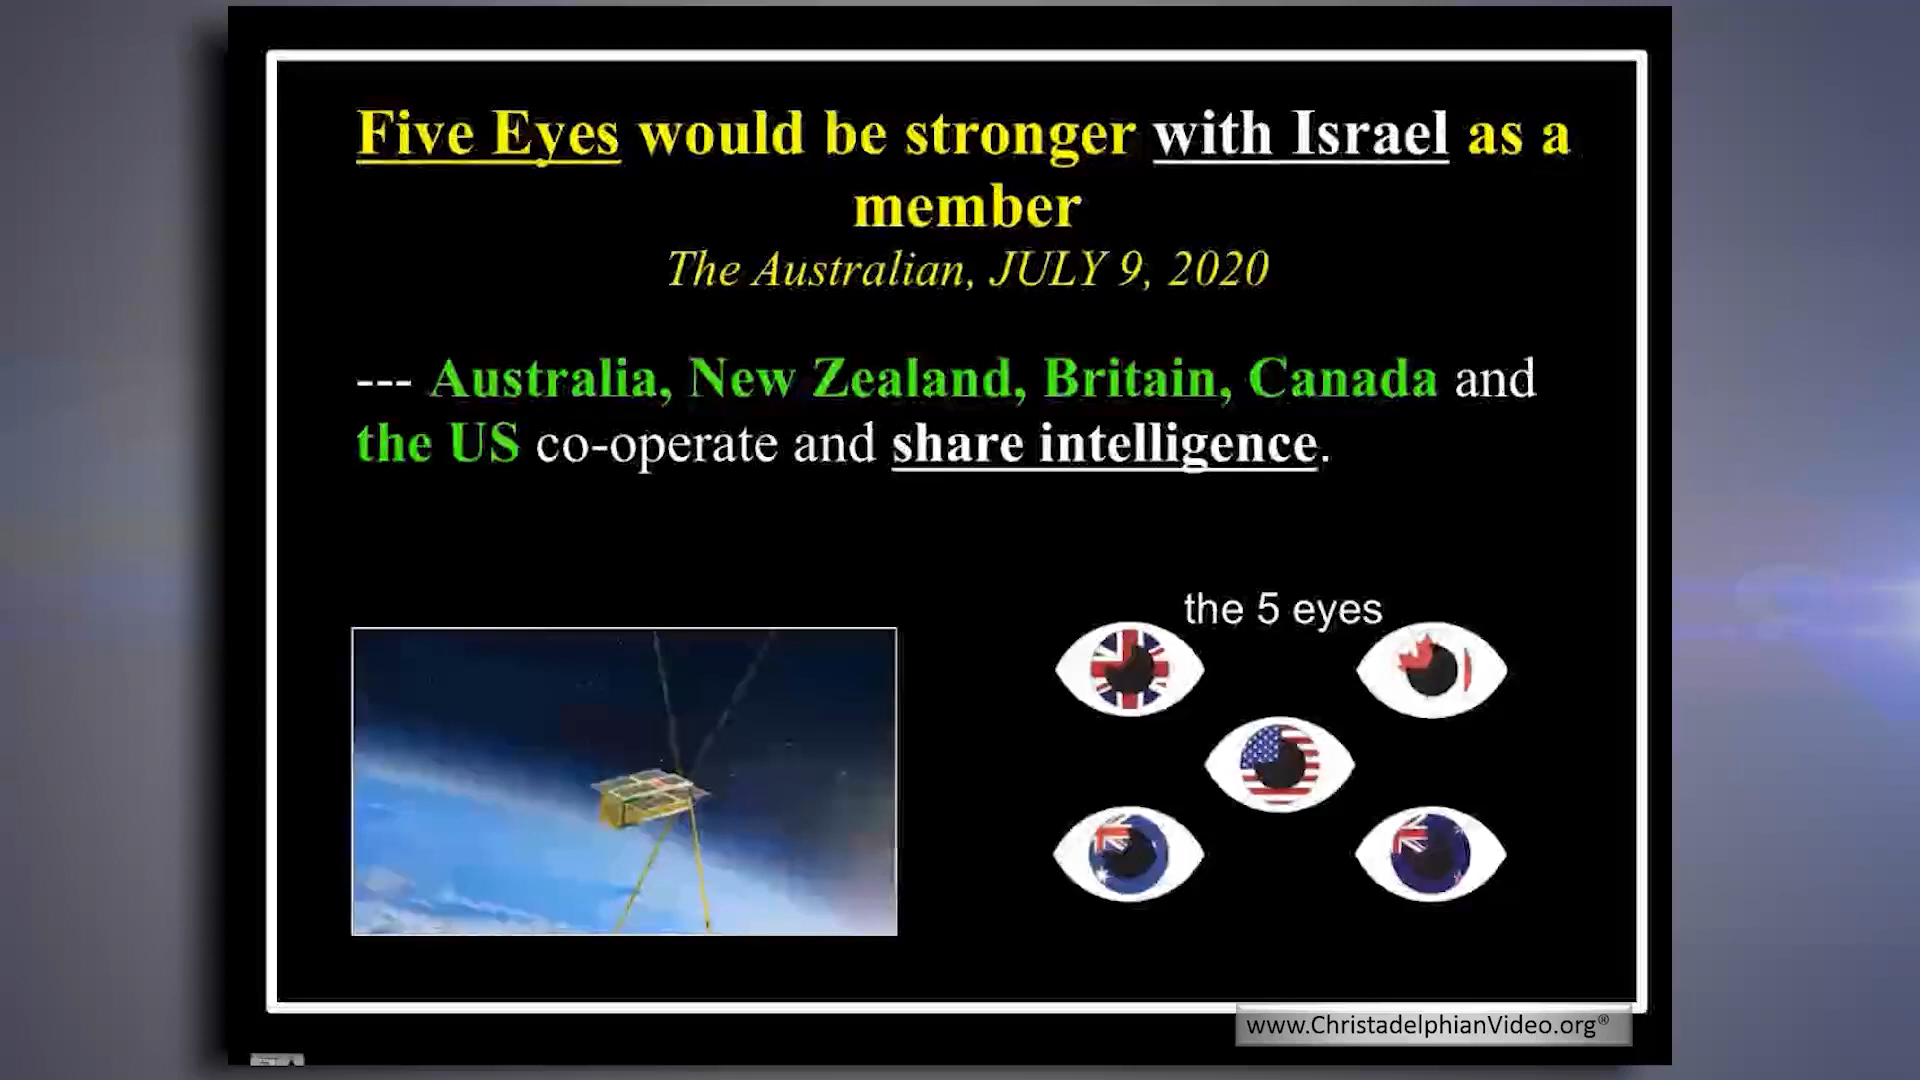 Five Eyes would be stronger with Israel as a
member
The Australian, JULY 9, 2020
--- Australia, New Zealand, Britain, Canada and
the US co-operate and share intelligence.
the 5 eyes
www.ChristadelphianVideo.org®